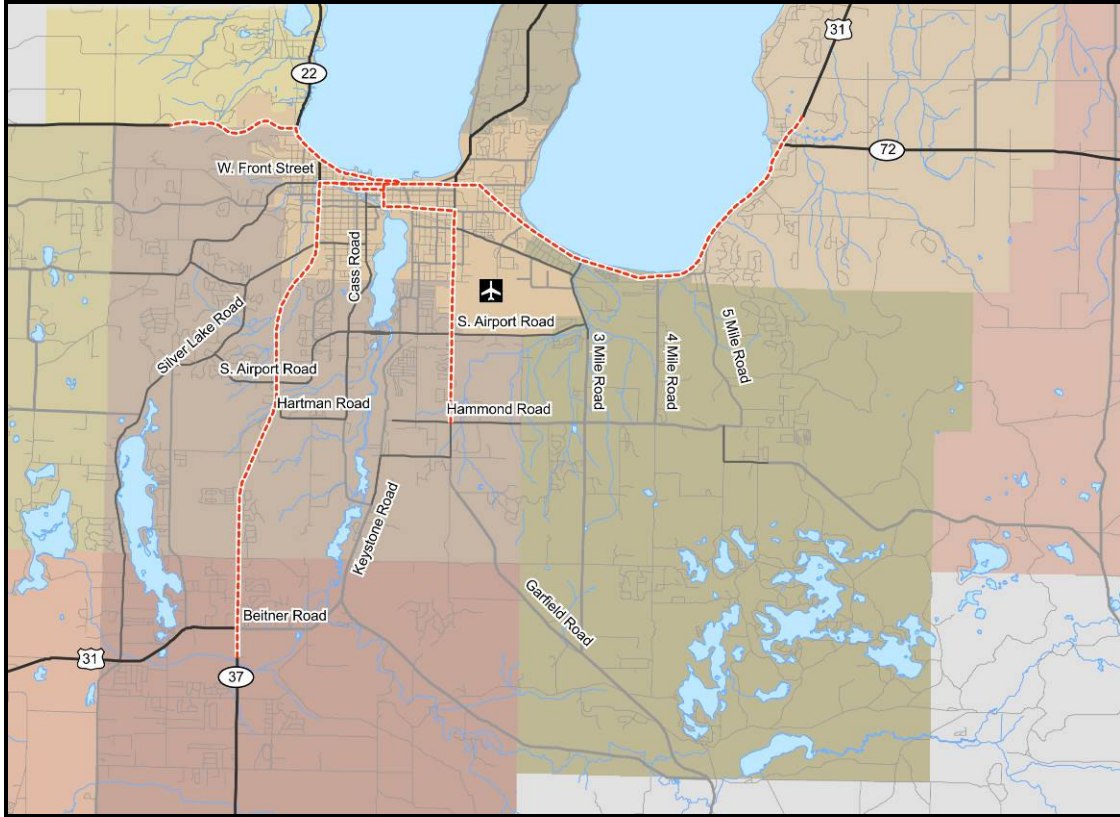 31
22
72
W. Front Street
Cass Road
S. Airport Road
Silver Lake Road
5 Mile Road
3 Mile Road
4 Mile Road
S. Airport Road
Hartman Road
Hammond Road
Keystone Road
Garfield Road
Beitner Road
31
37